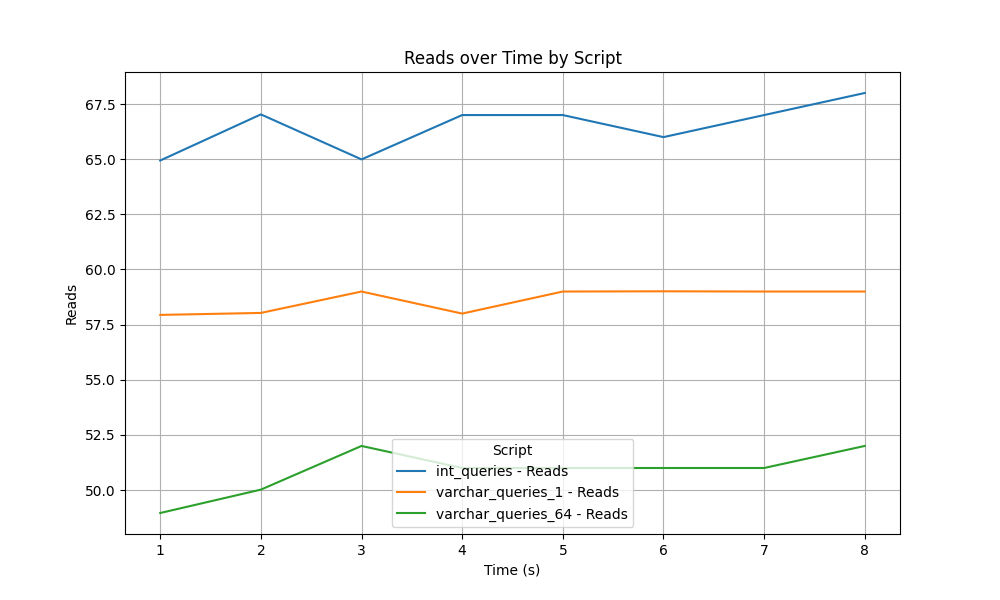 Reads over Time by Script
Reads
67.5
65.0
62.5
60.0
57.5
55.0
52.5
50.0
Script
int_queries - Reads
varchar_queries_1 - Reads
varchar_queries_64 - Reads
1 2 3 4 5 6 7 8
Time (s)